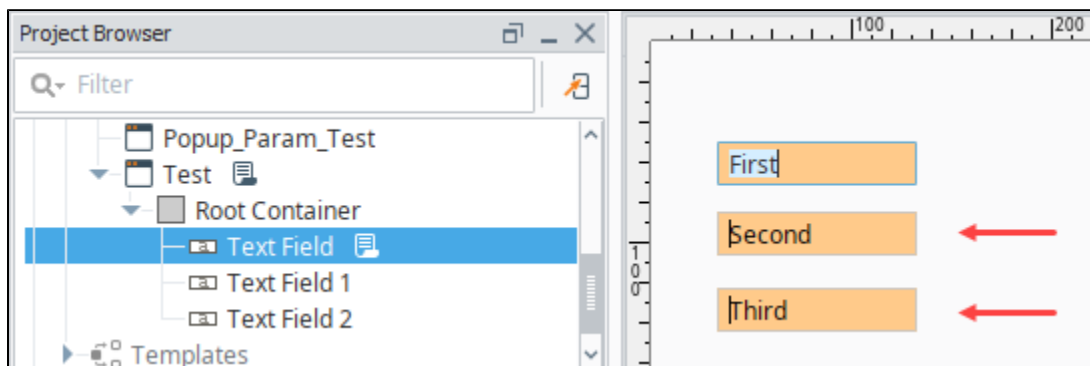 Project Browser
Filter
Popup_Param_Test
Test
Root Container
Text Field
Text Field 1
Text Field 2
Templates
100
200
First
Second
100
Third